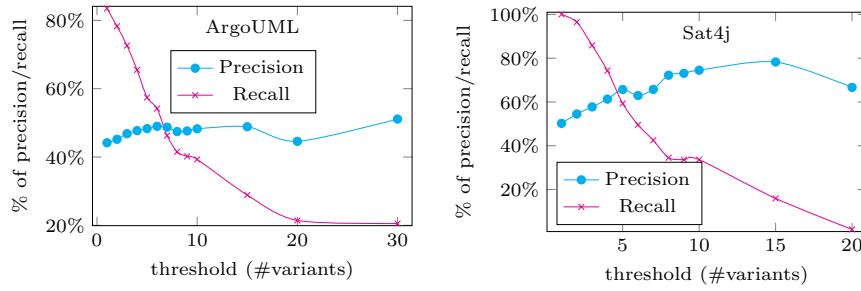 ArgoUML
80%
60%
40%
20%
% of precision/recall
Precision
Recall
0
10
20
30
threshold (#variants)
Sat4j
100%
80%
60%
40%
20%
% of precision/recall
Precision
Recall
5
10
15
20
threshold (#variants)